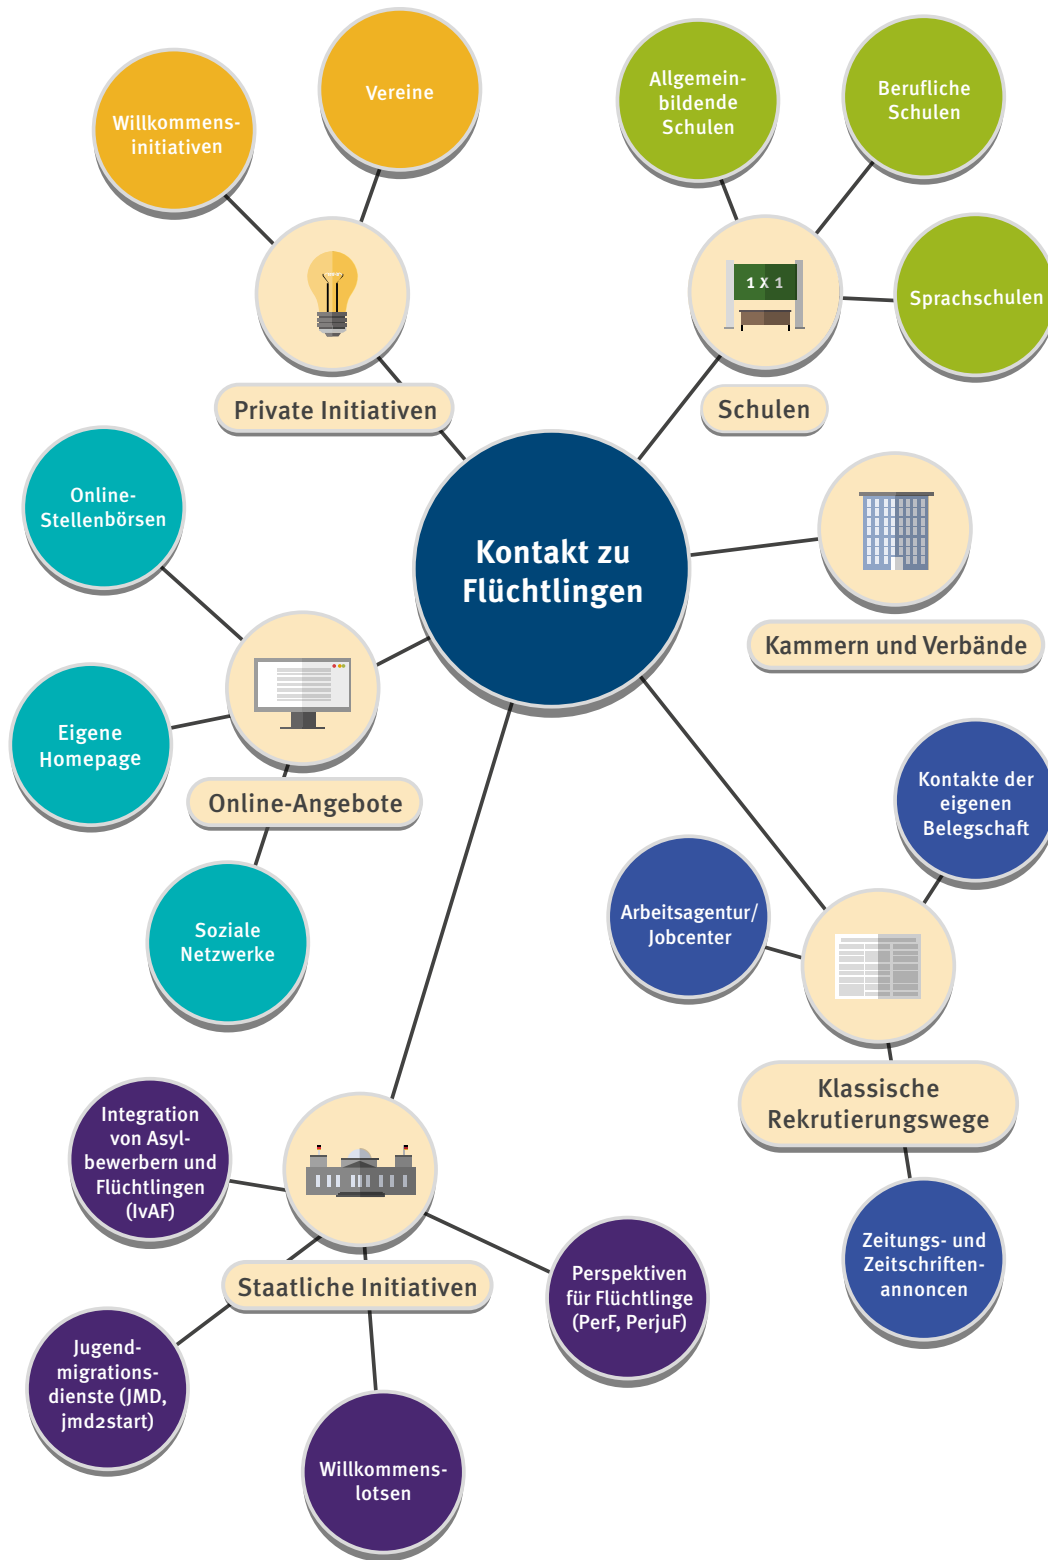 Willkommens-
initiativen
Vereine
Private Initiativen
Allgemein-
bildende
Schulen
Berufliche
Schulen
Sprachschulen
1 X 1
Schulen
Kontakt zu
Flüchtlingen
Kammern und Verbände
Online-
Stellenbörsen
Eigene
Homepage
Online-Angebote
Soziale
Netzwerke
Kontakte der
eigenen
Belegschaft
Arbeitsagentur/
Jobcenter
Klassische
Rekrutierungswege
Zeitungs- und
Zeitschriften-
annoncen
Integration
von Asyl-
bewerbern und
Flüchtlingen
(IvAF)
Staatliche Initiativen
Perspektiven
für Flüchtlinge
(PerF, PerjuF)
Jugend-
migrations-
dienste (JMD,
jmd2start)
Willkommens-
lotsen